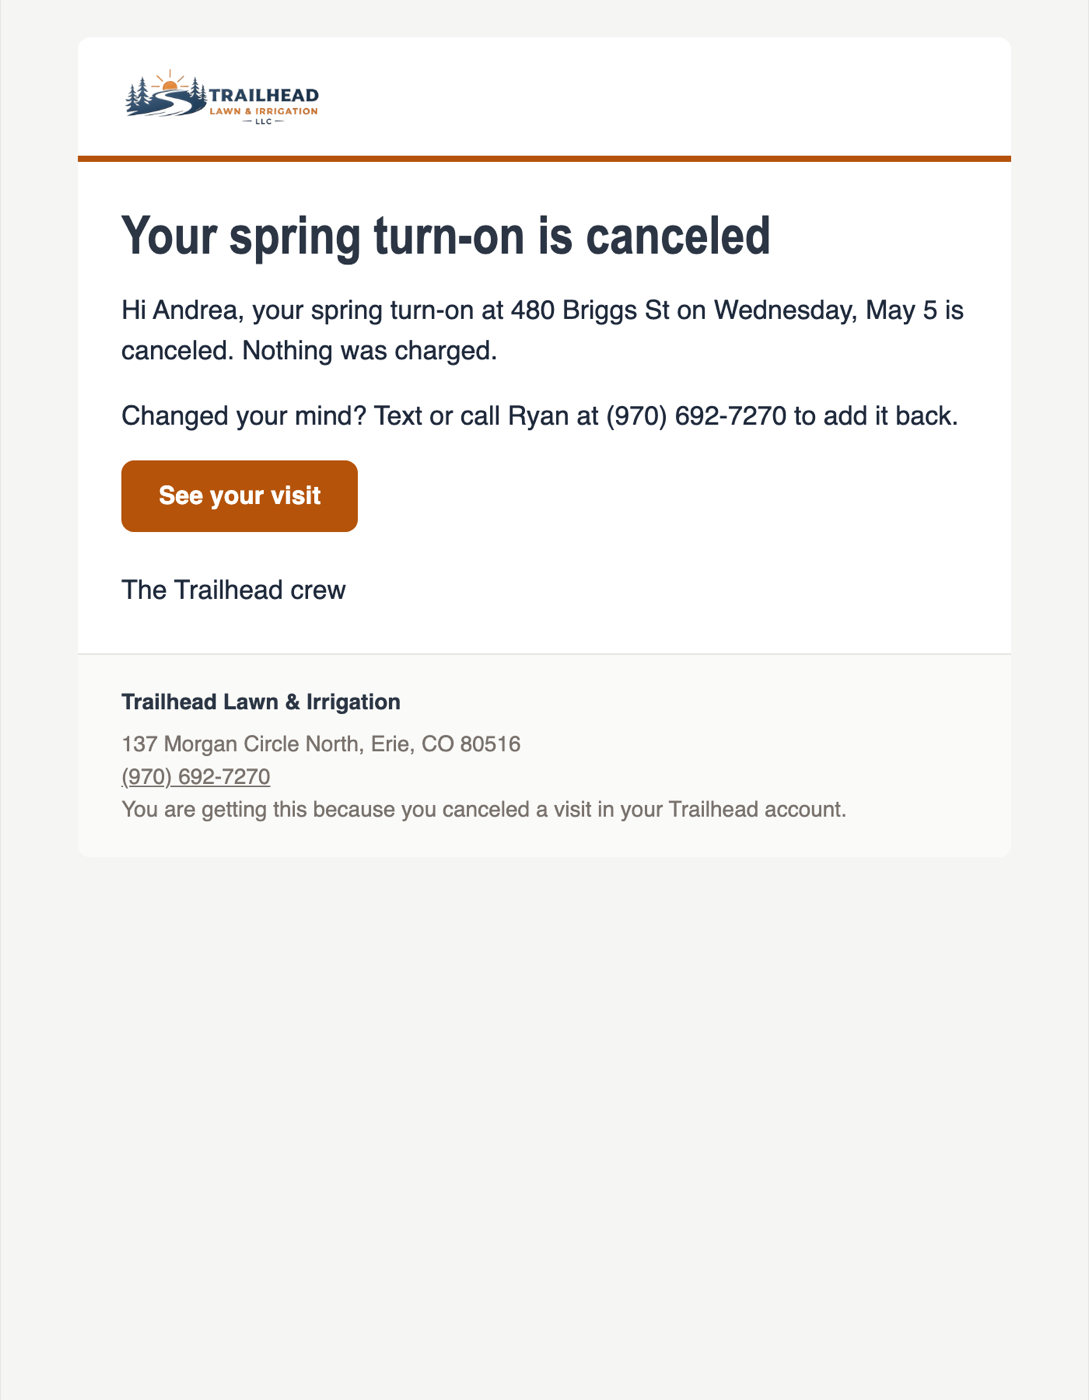 TRAILHEAD
LAWN & IRRIGATION
LLC
Your spring turn-on is canceled
Hi Andrea, your spring turn-on at 480 Briggs St on Wednesday, May 5 is
canceled. Nothing was charged.
Changed your mind? Text or call Ryan at (970) 692-7270 to add it back.
See your visit
The Trailhead crew
Trailhead Lawn & Irrigation
137 Morgan Circle North, Erie, CO 80516
(970) 692-7270
You are getting this because you canceled a visit in your Trailhead account.